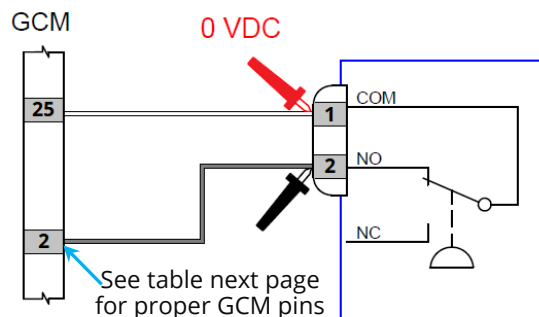 GCM
0 VDC
25
1
COM
2
NO
2
NC
See table next page
for proper GCM pins